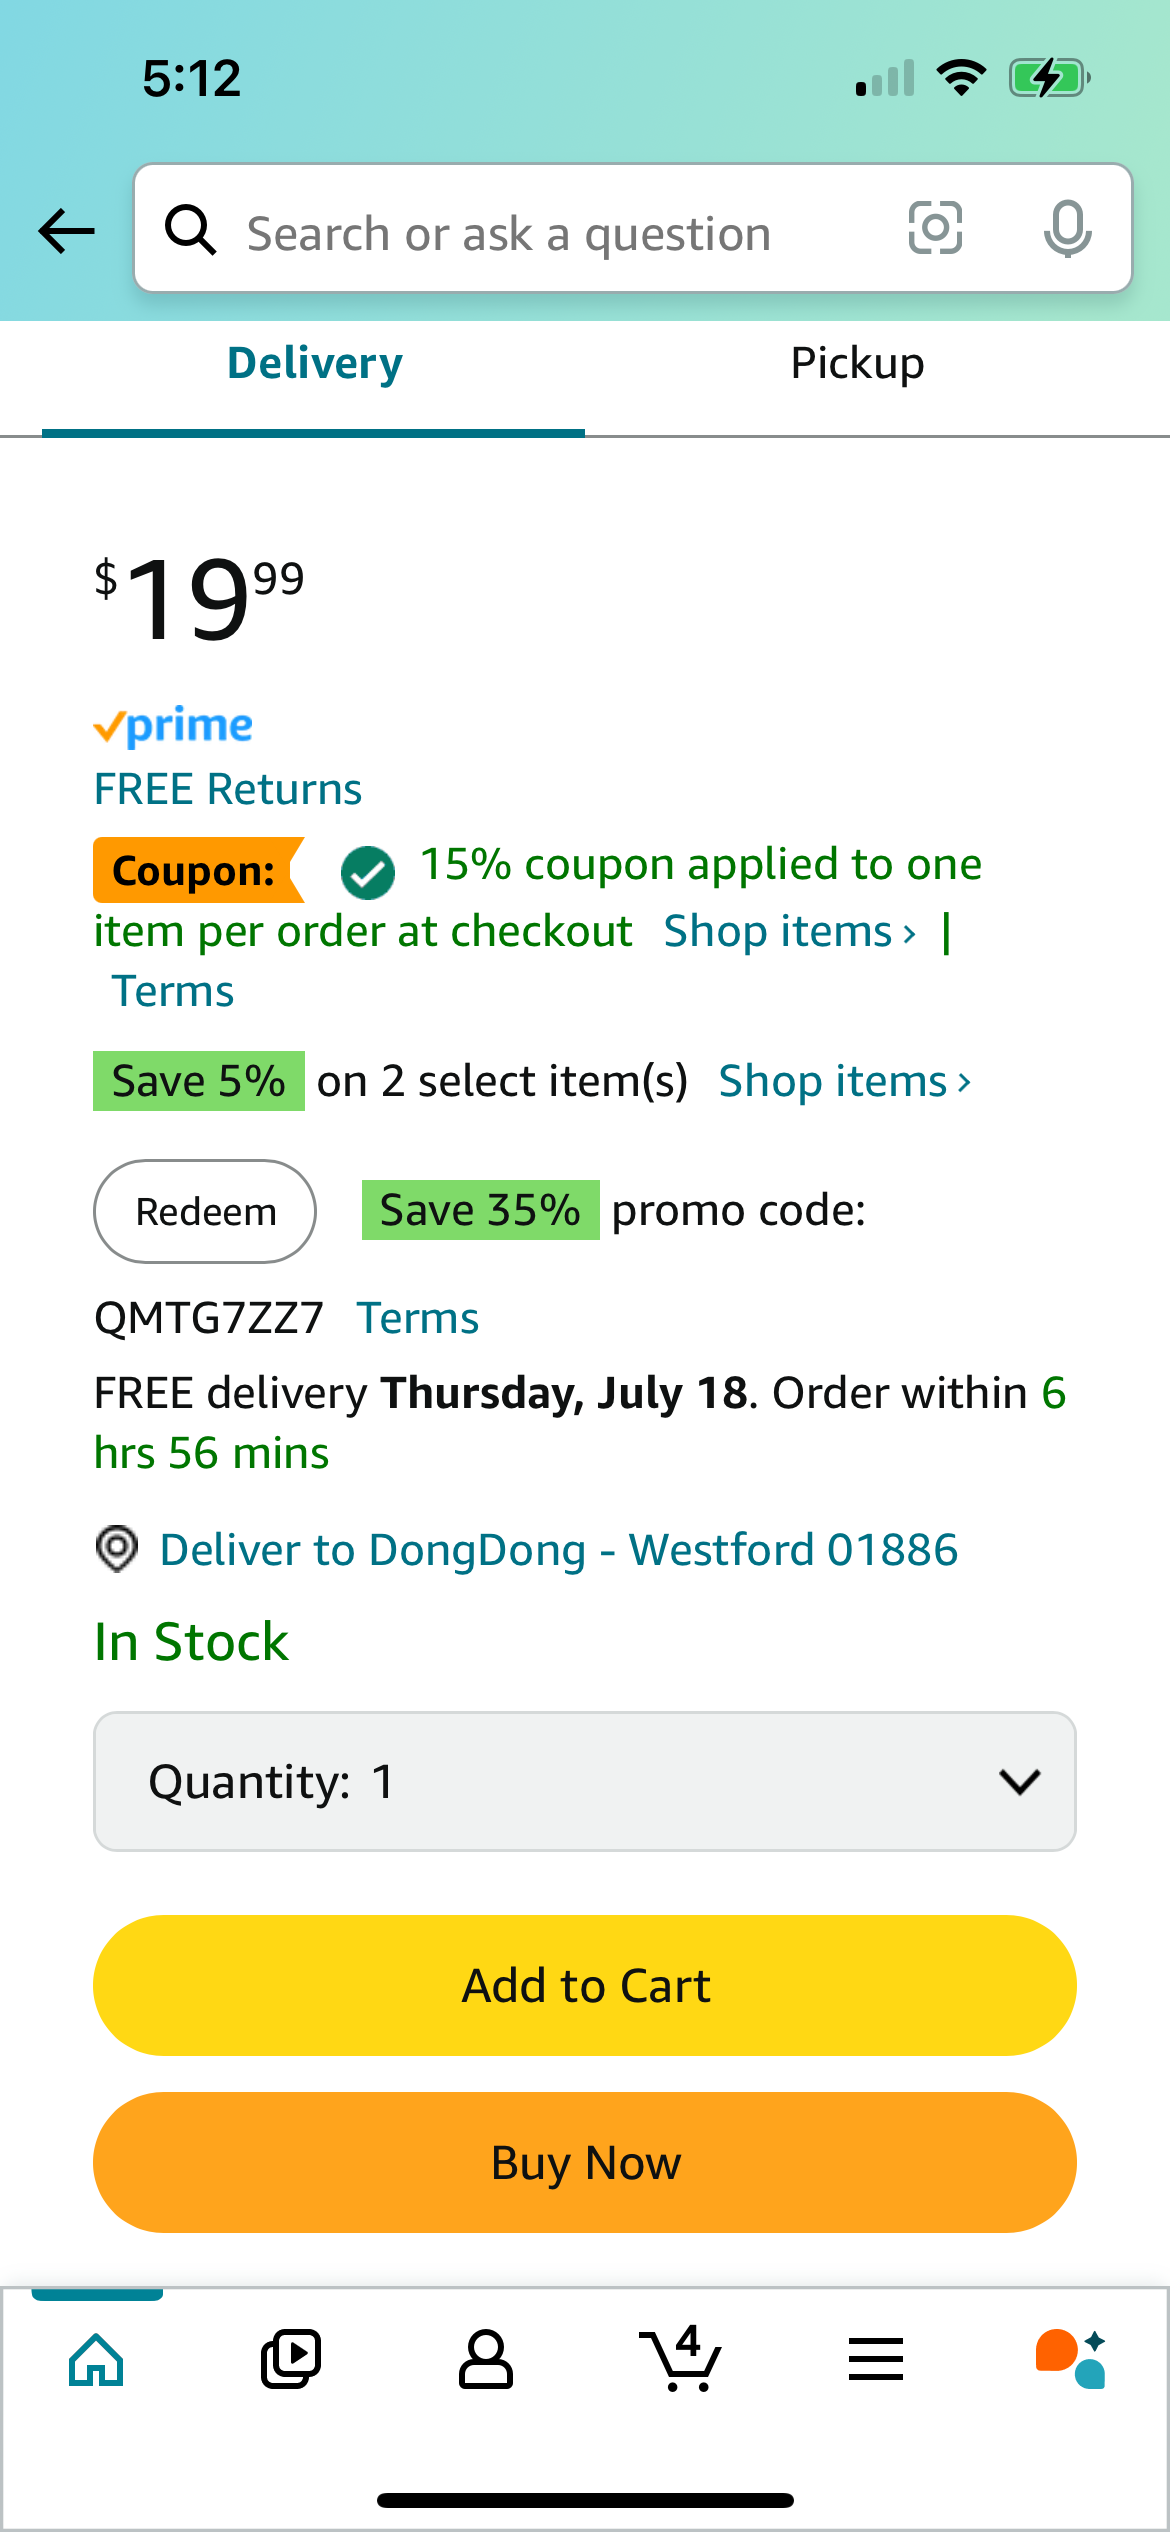 5:12
Search or ask a question
Delivery Pickup
$19.99
prime
FREE Returns
Coupon: 15% coupon applied to one
item per order at checkout Shop items › |
Terms
Save 5% on 2 select item(s) Shop items ›
Redeem Save 35% promo code:
QMTG7ZZ7 Terms
FREE delivery Thursday, July 18. Order within 6
hrs 56 mins
Deliver to DongDong - Westford 01886
In Stock
Quantity: 1
Add to Cart
Buy Now
4